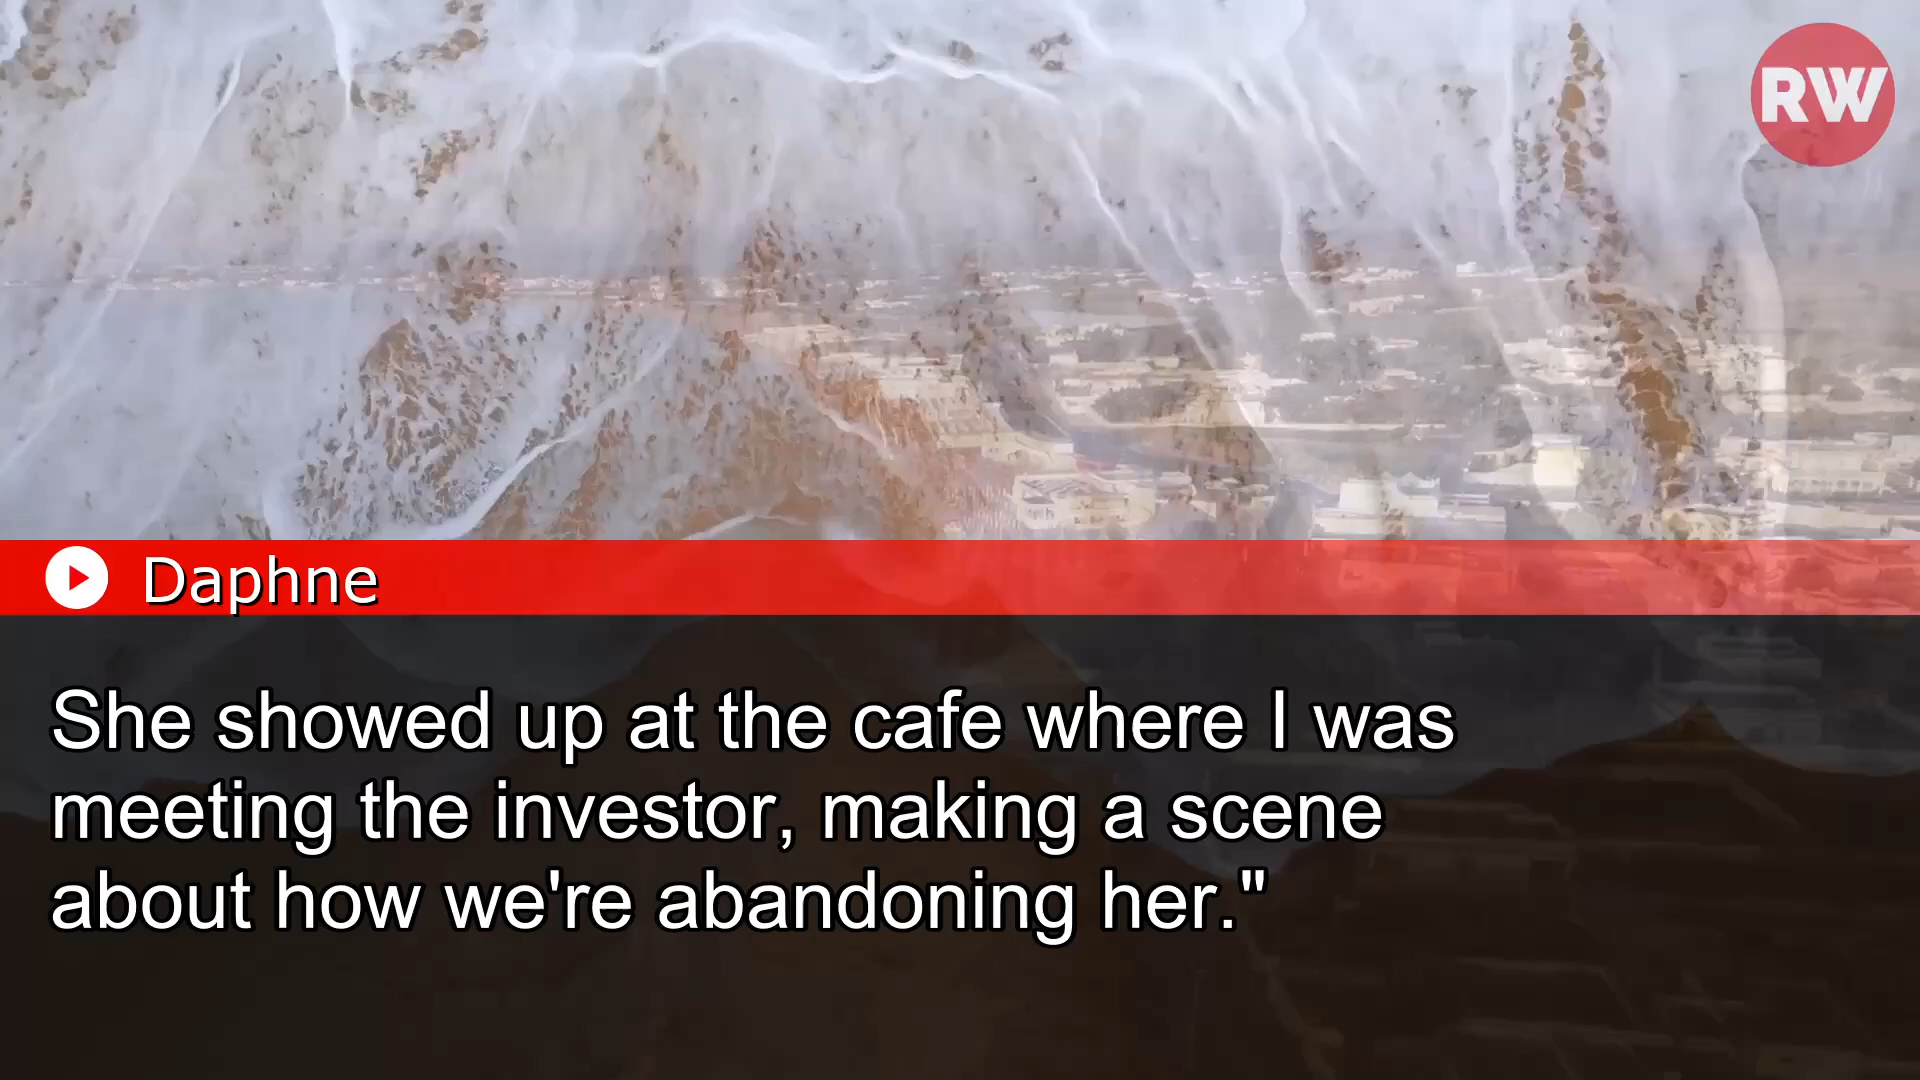 RW
Daphne
She showed up at the cafe where I was
meeting the investor, making a scene
about how we're abandoning her."